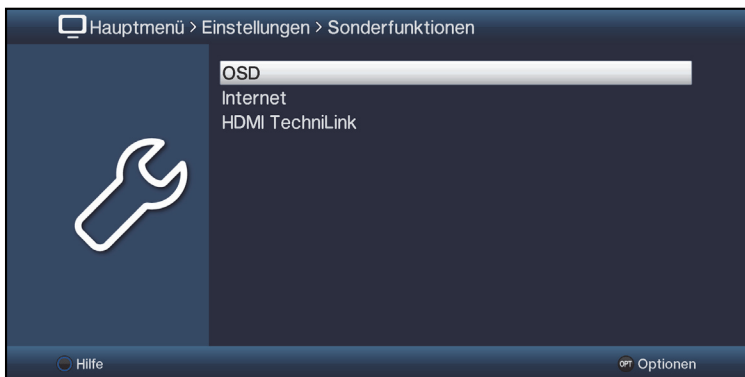 Hauptmenü > Einstellungen > Sonderfunktionen
OSD
Internet
HDMI TechniLink
Hilfe
OPT Optionen